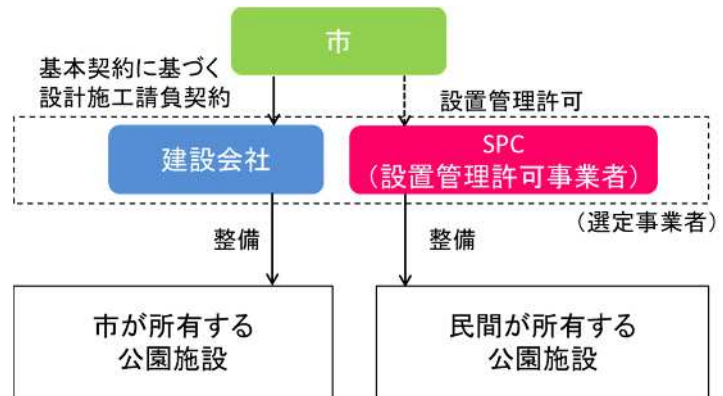 市
基本契約に基づく
設計施工請負契約
設置管理許可
建設会社
SPC
（設置管理許可事業者）
（選定事業者）
整備
整備
市が所有する
公園施設
民間が所有する
公園施設